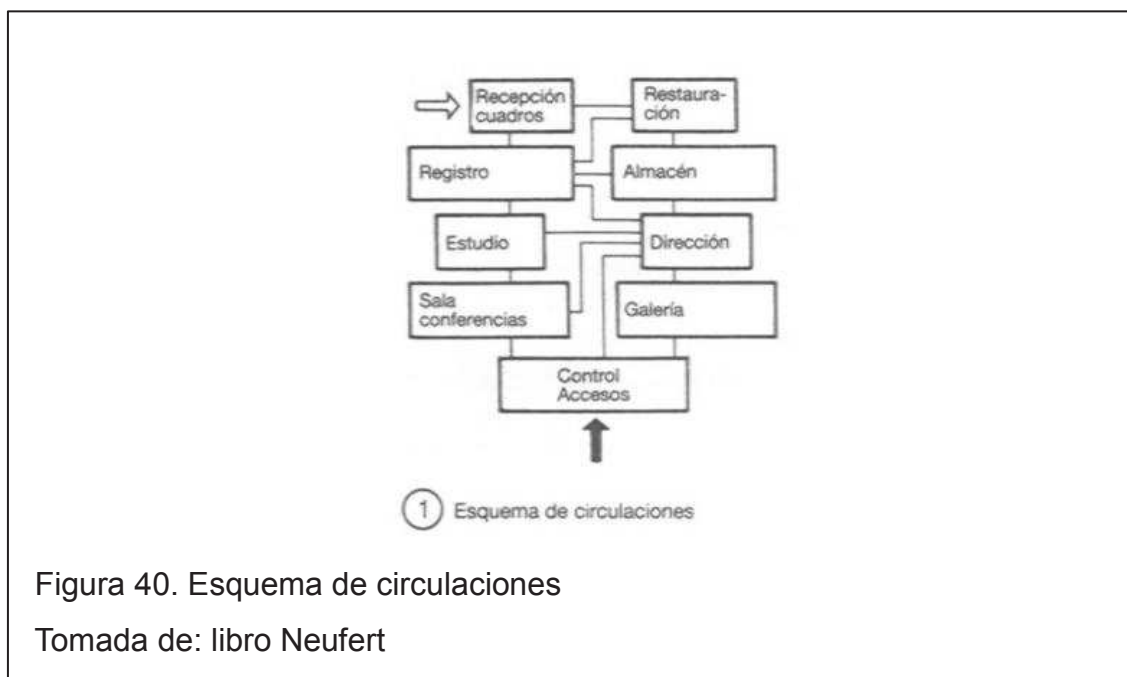 Recepción
cuadros
Restaura-
ción
Registro
Almacén
Estudio
Dirección
Sala
conferencias
Galería
Control
Accesos
1 Esquema de circulaciones
Figura 40. Esquema de circulaciones
Tomada de: libro Neufert